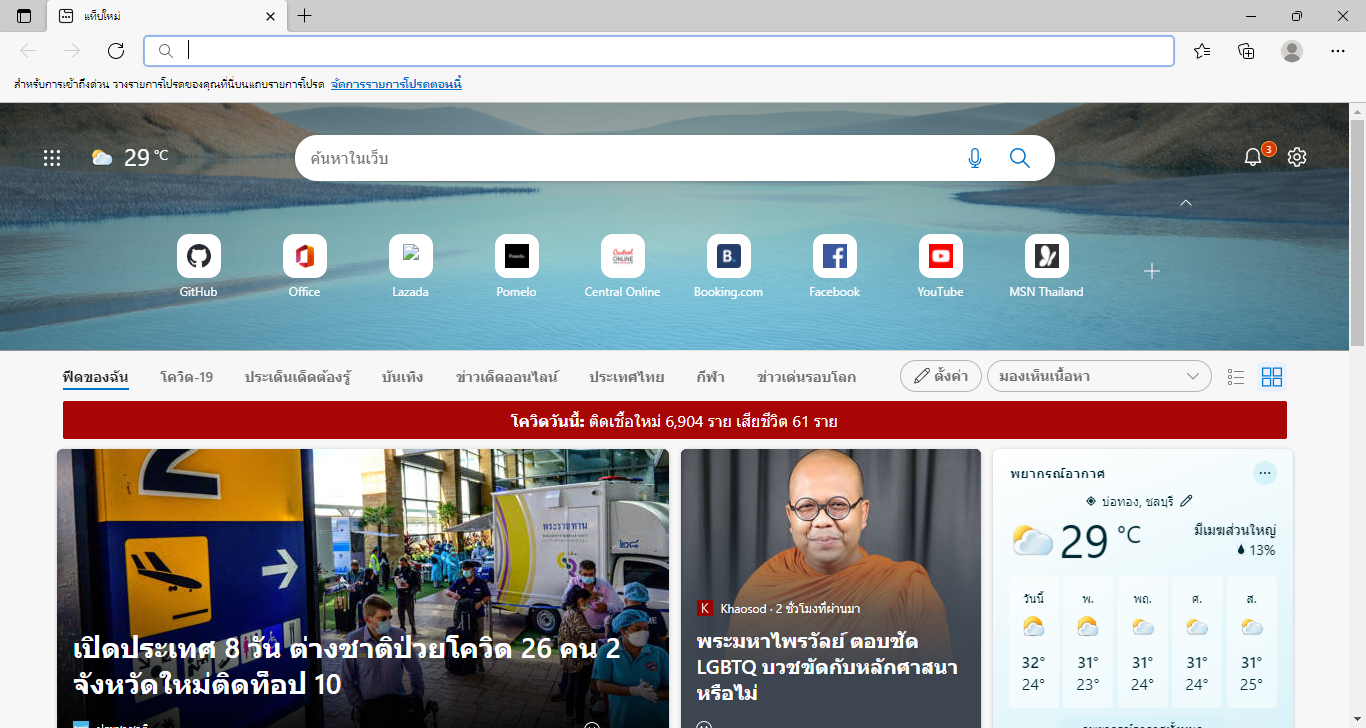 แท็บใหม่
สำหรับการเข้าถึงด่วน วางรายการโปรดของคุณที่นี่บนแถบรายการโปรด จัดการรายการโปรดตอนนี้
29 °C
ค้นหาในเว็บ
3
GitHub
Office
Lazada
Pomelo
Central Online
Booking.com
Facebook
YouTube
MSN Thailand
ฟีดของฉัน โควิด-19 ประเด็นเด็ดต้องรู้ บันเทิง ข่าวเด็ดออนไลน์ ประเทศไทย กีฬา ข่าวเด่นรอบโลก ตั้งค่า มองเห็นเนื้อหา
โควิดวันนี้: ติดเชื้อใหม่ 6,904 ราย เสียชีวิต 61 ราย
2
พระราชทาน
เปิดประเทศ 8 วัน ต่างชาติป่วยโควิด 26 คน 2
จังหวัดใหม่ติดท็อป 10
K Khaosod · 2 ชั่วโมงที่ผ่านมา
พระมหาไพรวัลย์ ตอบชัด
LGBTQ บวชขัดกับหลักศาสนา
หรือไม่
พยากรณ์อากาศ
บ่อทอง, ชลบุรี
29 °C
มีเมฆส่วนใหญ่
13%
วันนี้ พ. พฤ. ศ. ส.
32° 31° 31° 31° 31°
24° 23° 24° 24° 25°